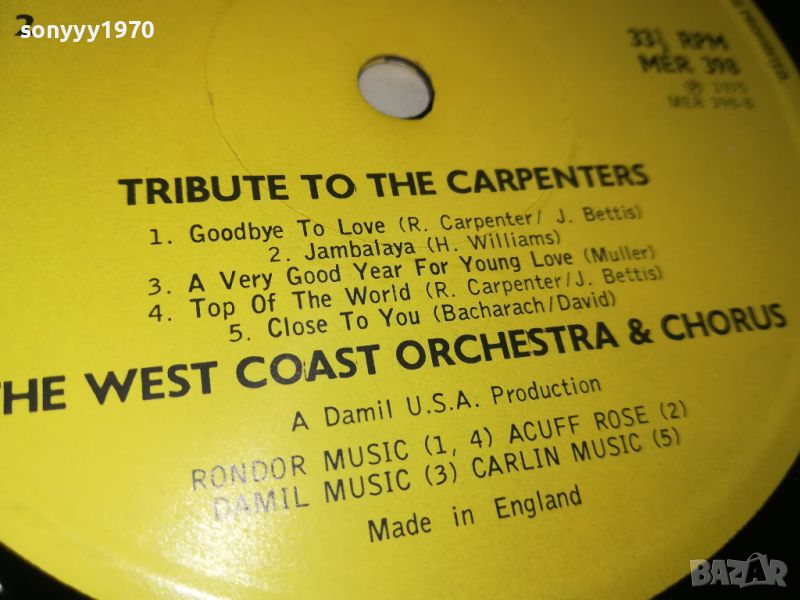 sonyyy1970
2
33⅓ RPM
MER 398
MER 398-B
TRIBUTE TO THE CARPENTERS
1. Goodbye To Love (R. Carpenter/ J. Bettis)
2. Jambalaya (H. Williams)
3. A Very Good Year For Young Love (Muller)
4. Top Of The World (R. Carpenter/J. Bettis)
5. Close To You (Bacharach/David)
THE WEST COAST ORCHESTRA & CHORUS
A Damil U.S.A. Production
RONDOR MUSIC (1, 4) ACUFF ROSE (2)
DAMIL MUSIC (3) CARLIN MUSIC (5)
Made in England
BAZAR